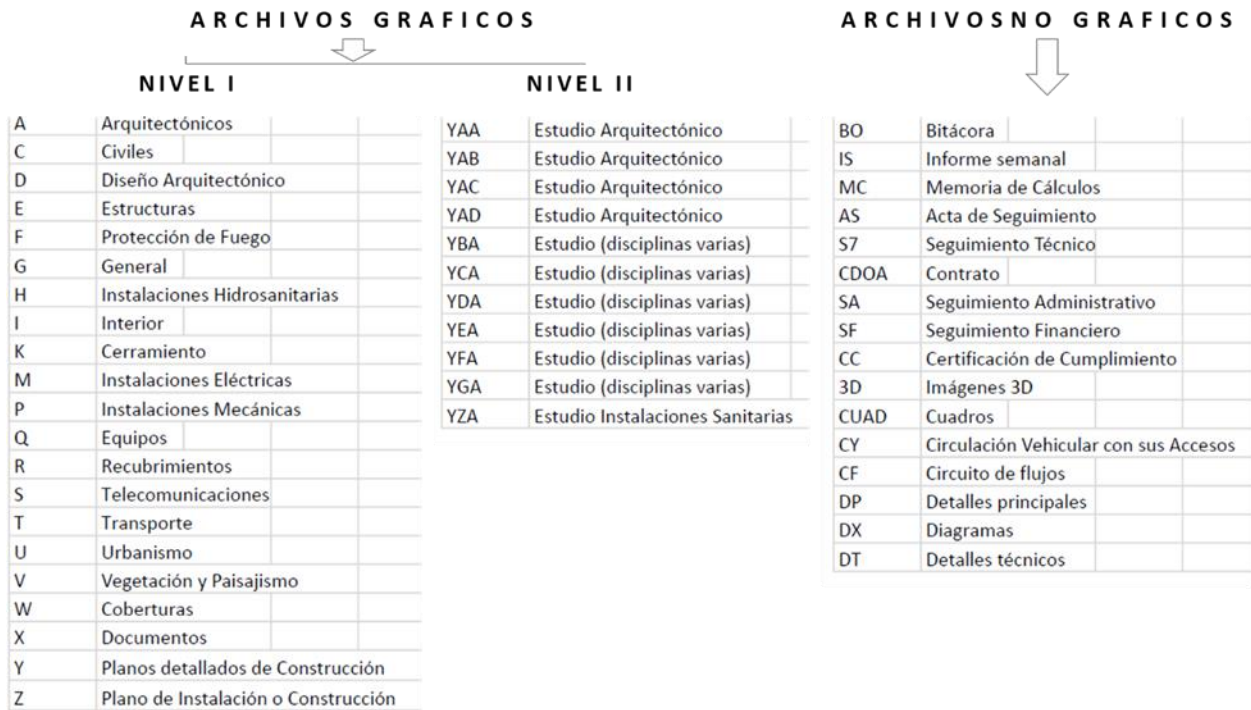 ARCHIVOS GRAFICOS
NIVEL I
A Arquitectónicos
C Civiles
D Diseño Arquitectónico
E Estructuras
F Protección de Fuego
G General
H Instalaciones Hidrosanitarias
I Interior
K Cerramiento
M Instalaciones Eléctricas
P Instalaciones Mecánicas
Q Equipos
R Recubrimientos
S Telecomunicaciones
T Transporte
U Urbanismo
V Vegetación y Paisajismo
W Coberturas
X Documentos
Y Planos detallados de Construcción
Z Plano de Instalación o Construcción
NIVEL II
YAA Estudio Arquitectónico
YAB Estudio Arquitectónico
YAC Estudio Arquitectónico
YAD Estudio Arquitectónico
YBA Estudio (disciplinas varias)
YCA Estudio (disciplinas varias)
YDA Estudio (disciplinas varias)
YEA Estudio (disciplinas varias)
YFA Estudio (disciplinas varias)
YGA Estudio (disciplinas varias)
YZA Estudio Instalaciones Sanitarias
ARCHIVOSNO GRAFICOS
BO Bitácora
IS Informe semanal
MC Memoria de Cálculos
AS Acta de Seguimiento
S7 Seguimiento Técnico
CDOA Contrato
SA Seguimiento Administrativo
SF Seguimiento Financiero
CC Certificación de Cumplimiento
3D Imágenes 3D
CUAD Cuadros
CY Circulación Vehicular con sus Accesos
CF Circuito de flujos
DP Detalles principales
DX Diagramas
DT Detalles técnicos